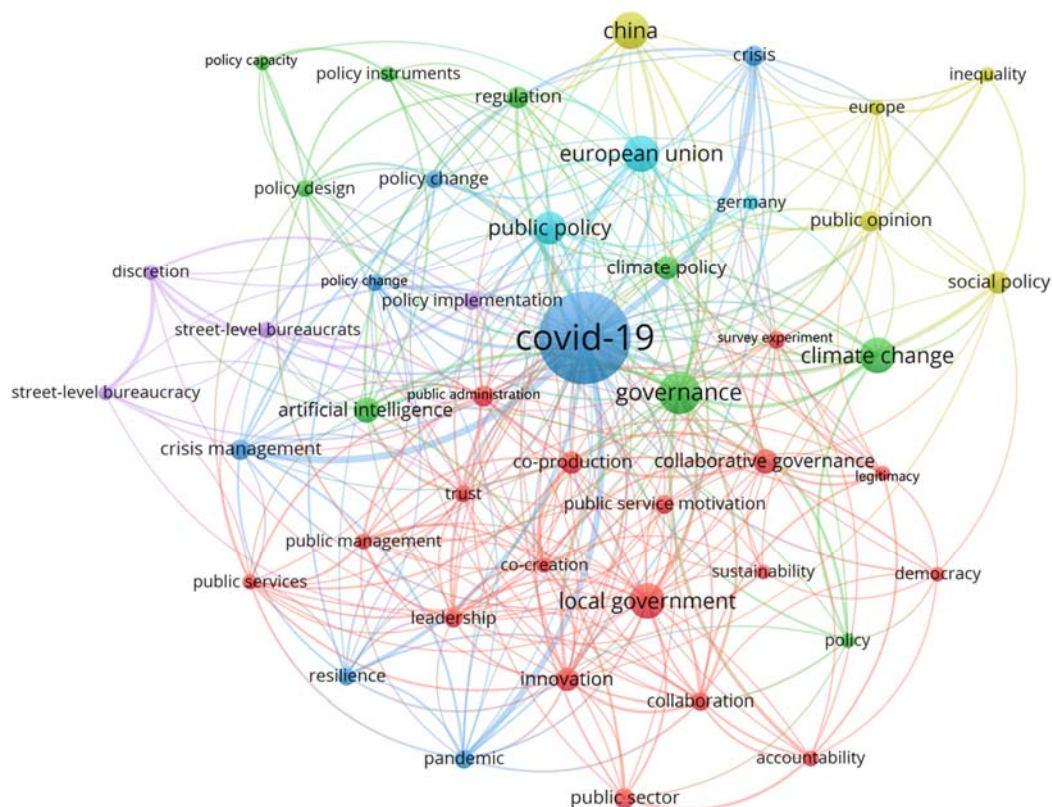 china
crisis
policy capacity
policy instruments
inequality
regulation
europe
european union
policy change
policy design
germany
public policy
public opinion
climate policy
discretion
policy change
policy implementation
social policy
street-level bureaucrats
covid-19
survey experiment
climate change
street-level bureaucracy
public administration
governance
artificial intelligence
crisis management
co-production
collaborative governance
legitimacy
trust
public service motivation
public management
co-creation
sustainability
democracy
public services
local government
leadership
policy
resilience
innovation
collaboration
pandemic
accountability
public sector